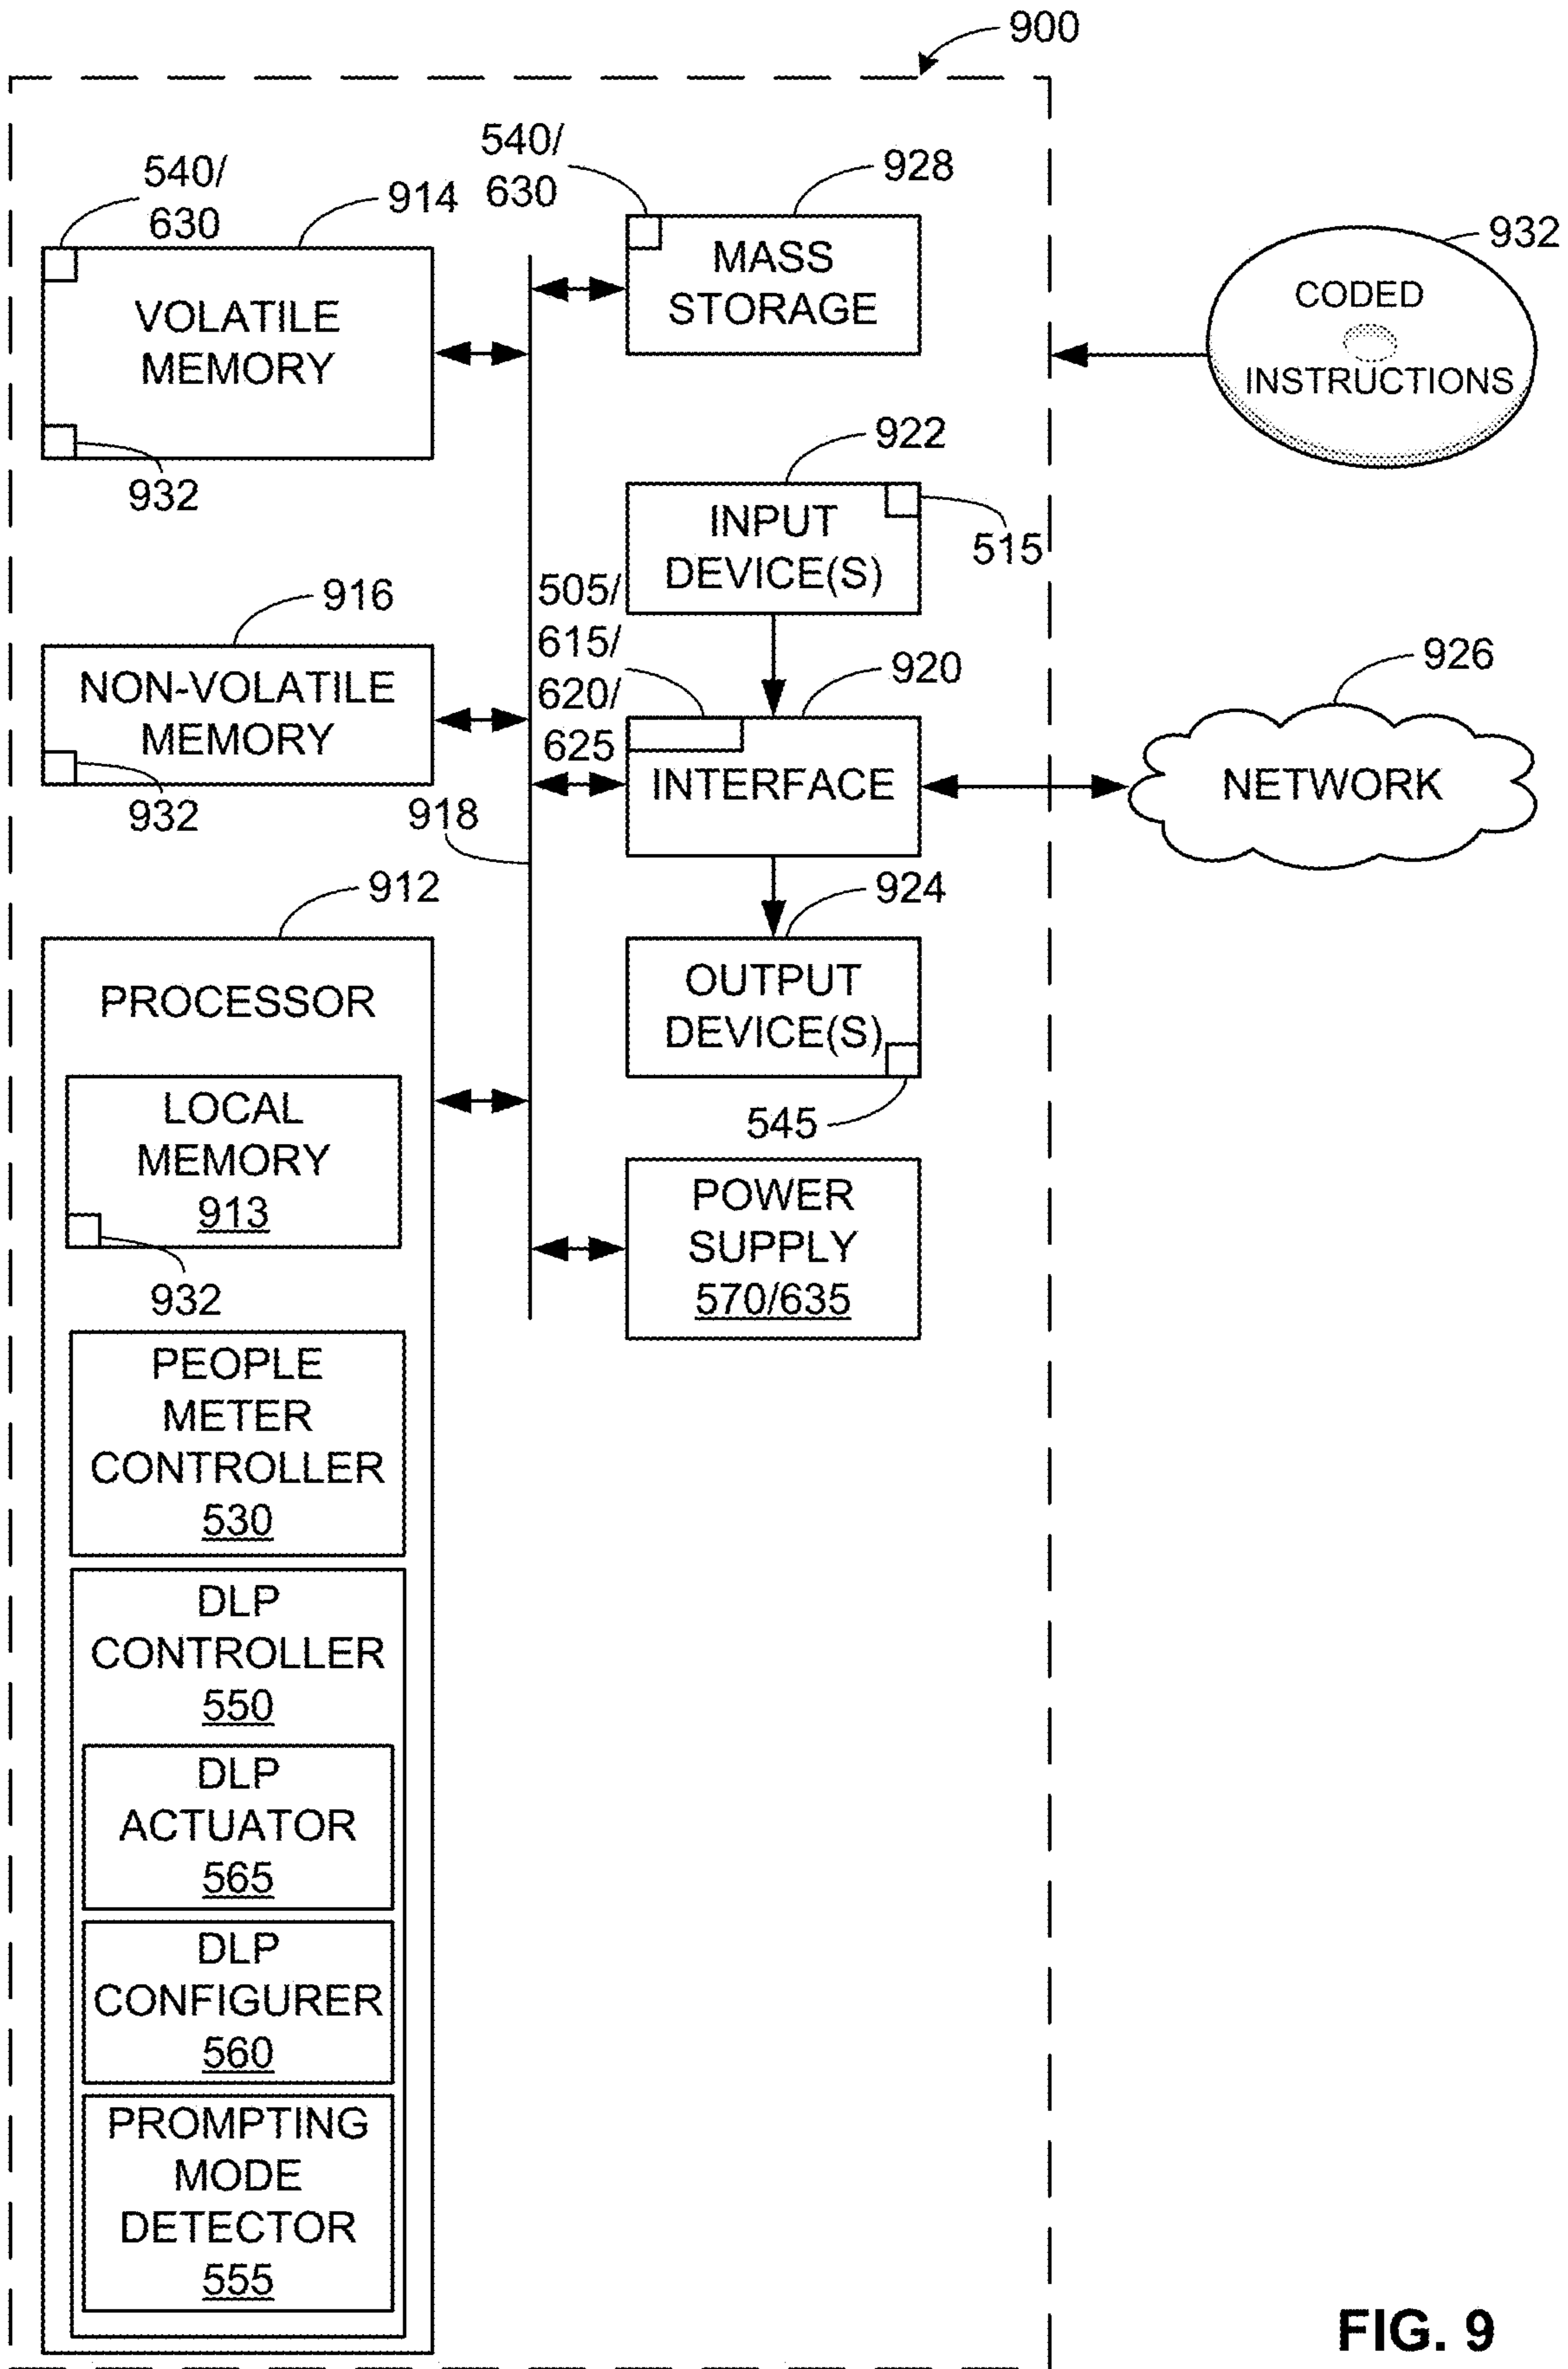 900
540/
630
914
VOLATILE
MEMORY
932
540/
630
928
MASS
STORAGE
932
CODED
INSTRUCTIONS
922
INPUT
DEVICE(S)
515
916
NON-VOLATILE
MEMORY
932
505/
615/
620/
625
920
INTERFACE
926
NETWORK
918
912
PROCESSOR
924
OUTPUT
DEVICE(S)
545
LOCAL
MEMORY
913
932
POWER
SUPPLY
570/635
PEOPLE
METER
CONTROLLER
530
DLP
CONTROLLER
550
DLP
ACTUATOR
565
DLP
CONFIGURER
560
PROMPTING
MODE
DETECTOR
555
FIG. 9